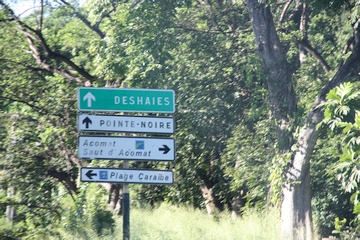 DESHAIES
POINTE-NOIRE
Acomat
Saut d'Acomat
Plage Caraïbe